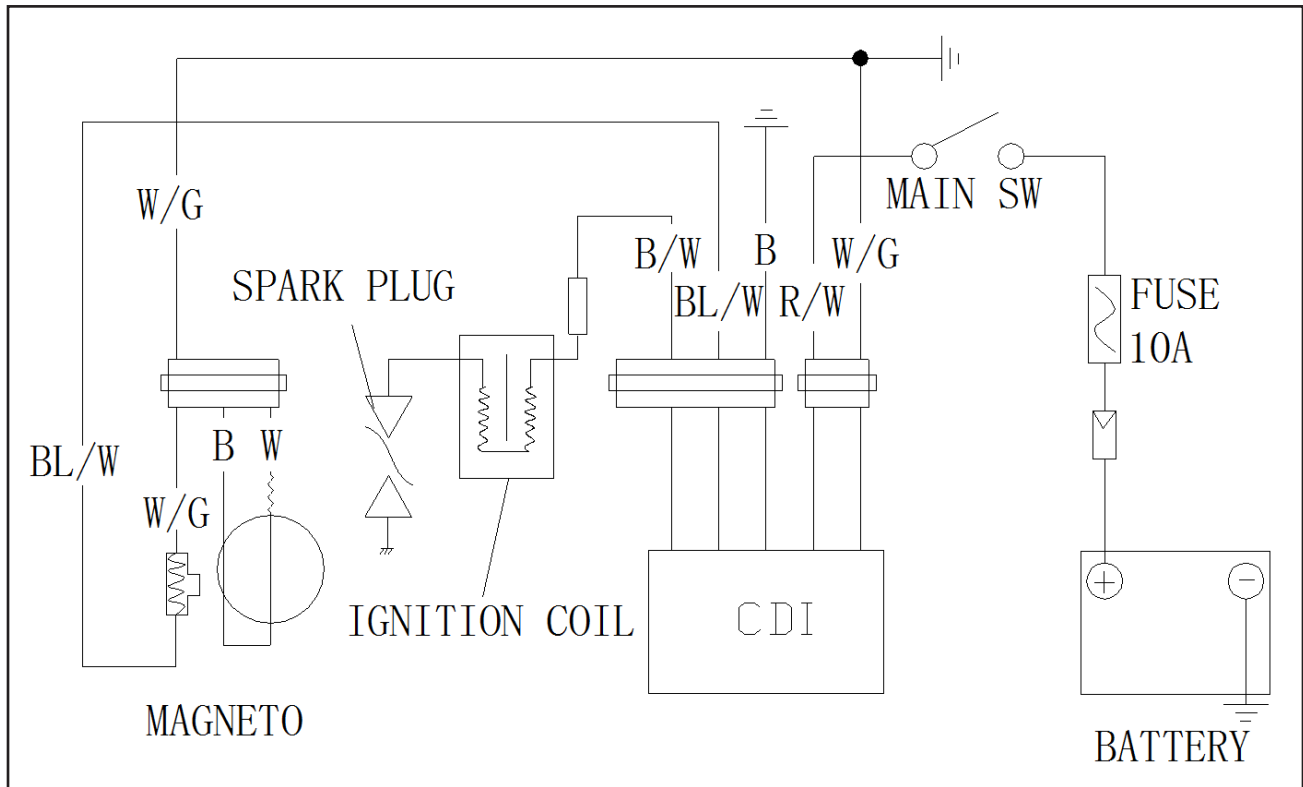 W/G
MAIN SW
B/W
B
W/G
SPARK PLUG
BL/W
R/W
FUSE
10A
BL/W
B
W
W/G
+
-
IGNITION COIL
CDI
MAGNETO
BATTERY